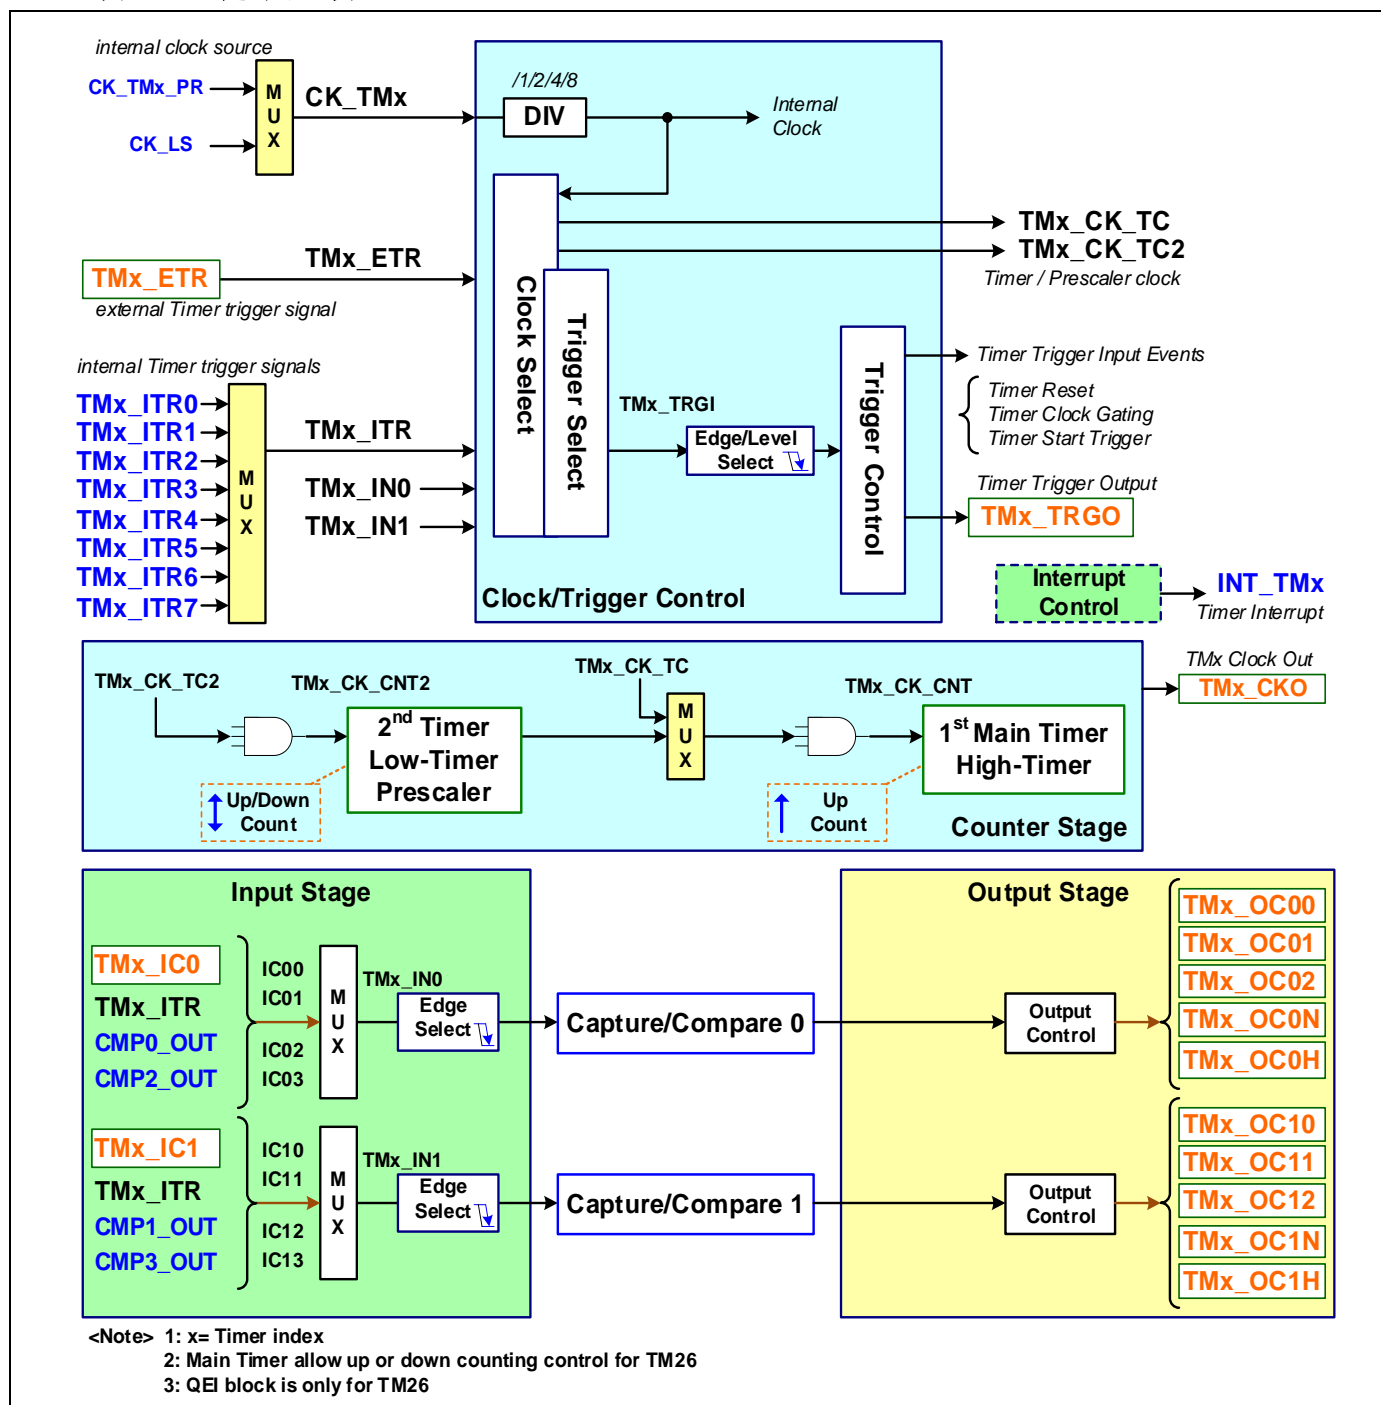 internal clock source
CK_TMx_PR
CK_LS
M
U
X
CK_TMx
/1/2/4/8
DIV
Internal
Clock
TMx_CK_TC
TMx_CK_TC2
Timer / Prescaler clock
TMx_ETR
TMx_ETR
external Timer trigger signal
Clock Select
Trigger Select
internal Timer trigger signals
TMx_ITR0
TMx_ITR1
TMx_ITR2
TMx_ITR3
TMx_ITR4
TMx_ITR5
TMx_ITR6
TMx_ITR7
M
U
X
TMx_ITR
TMx_IN0
TMx_IN1
TMx_TRGI
Edge/Level
Select
Trigger Control
Timer Trigger Input Events
Timer Reset
Timer Clock Gating
Timer Start Trigger
Timer Trigger Output
TMx_TRGO
Clock/Trigger Control
Interrupt
Control
INT_TMx
Timer Interrupt
TMx_CK_TC2
TMx_CK_CNT2
2nd Timer
Low-Timer
Prescaler
Up/Down
Count
TMx_CK_TC
M
U
X
TMx_CK_CNT
1st Main Timer
High-Timer
Up
Count
Counter Stage
TMx Clock Out
TMx_CKO
Input Stage
TMx_IC0
TMx_ITR
CMP0_OUT
CMP2_OUT
IC00
IC01
IC02
IC03
M
U
X
TMx_IN0
Edge
Select
Capture/Compare 0
TMx_IC1
TMx_ITR
CMP1_OUT
CMP3_OUT
IC10
IC11
IC12
IC13
M
U
X
TMx_IN1
Edge
Select
Capture/Compare 1
Output Stage
Output
Control
TMx_OC00
TMx_OC01
TMx_OC02
TMx_OC0N
TMx_OC0H
Output
Control
TMx_OC10
TMx_OC11
TMx_OC12
TMx_OC1N
TMx_OC1H
<Note> 1: x= Timer index
2: Main Timer allow up or down counting control for TM26
3: QEI block is only for TM26